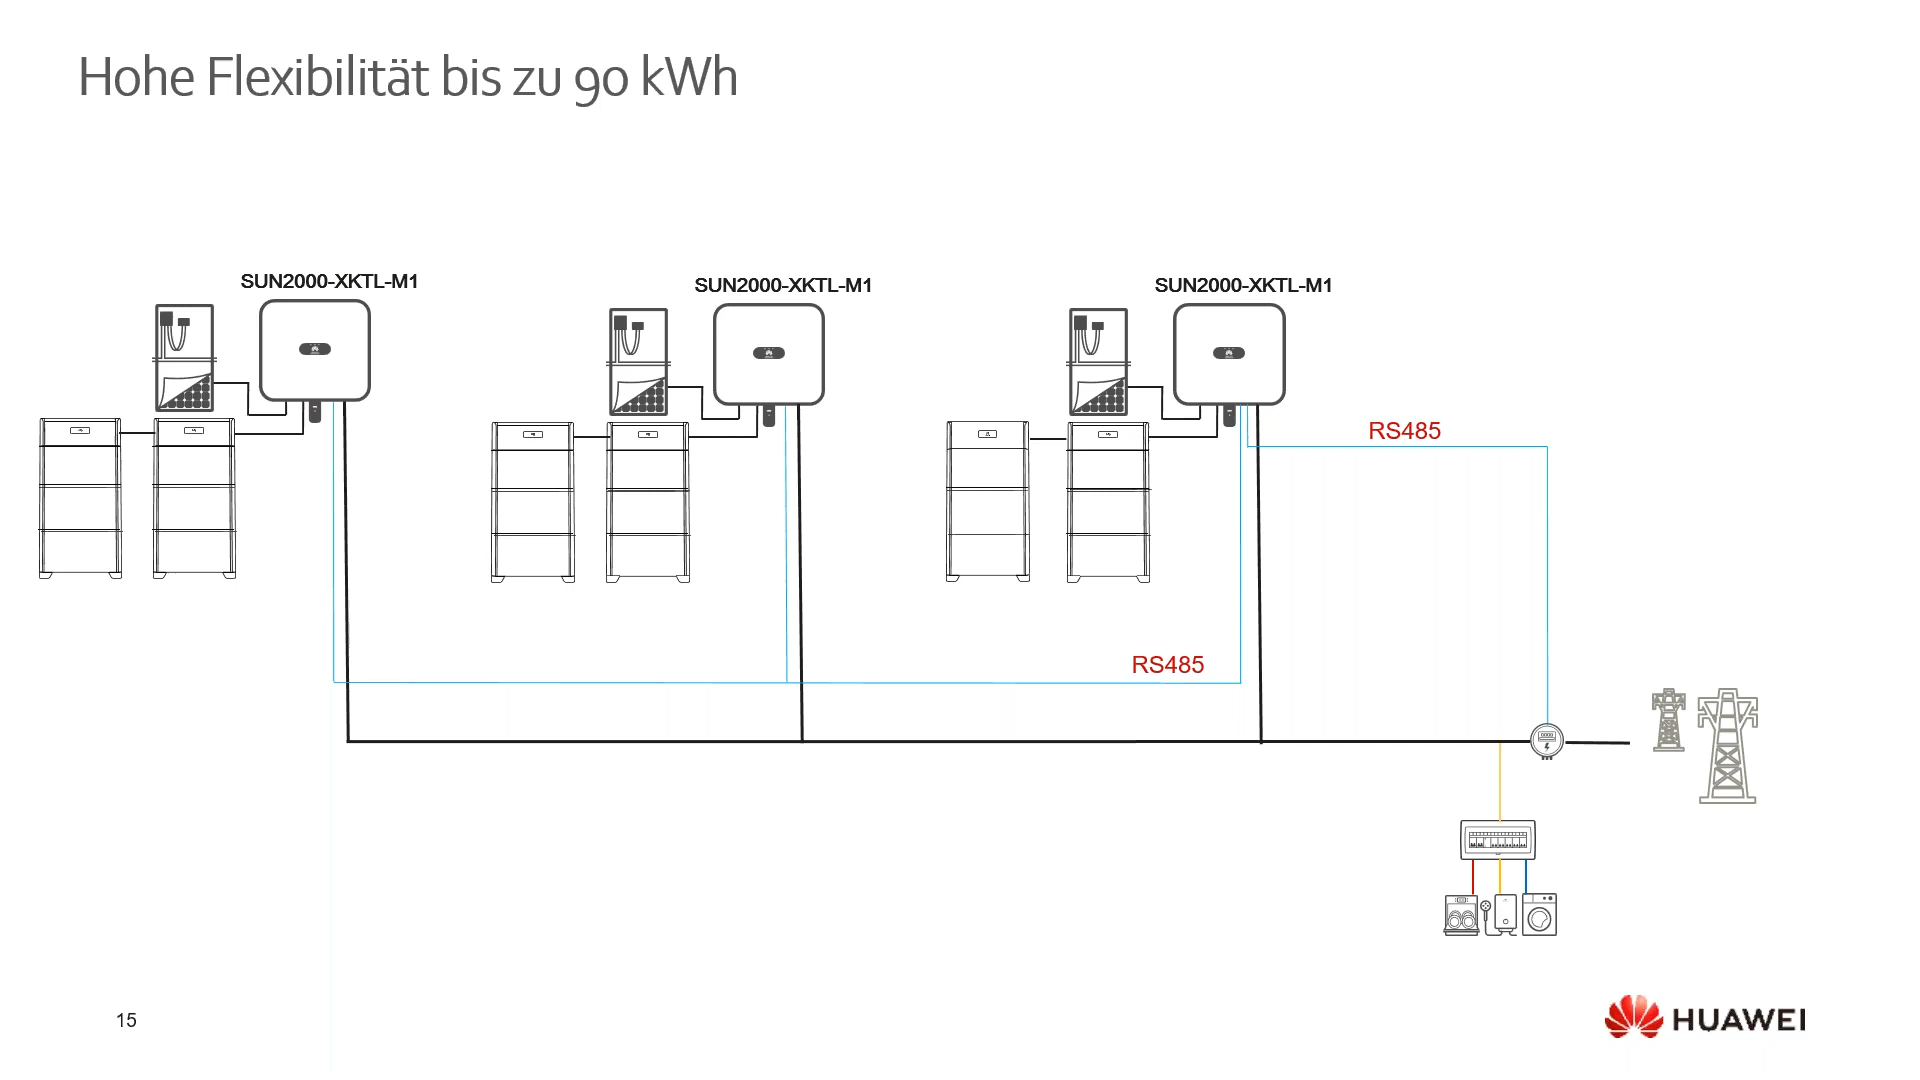 Hohe Flexibilität bis zu 90 kWh
SUN2000-XKTL-M1
SUN2000-XKTL-M1
SUN2000-XKTL-M1
RS485
RS485
15
HUAWEI